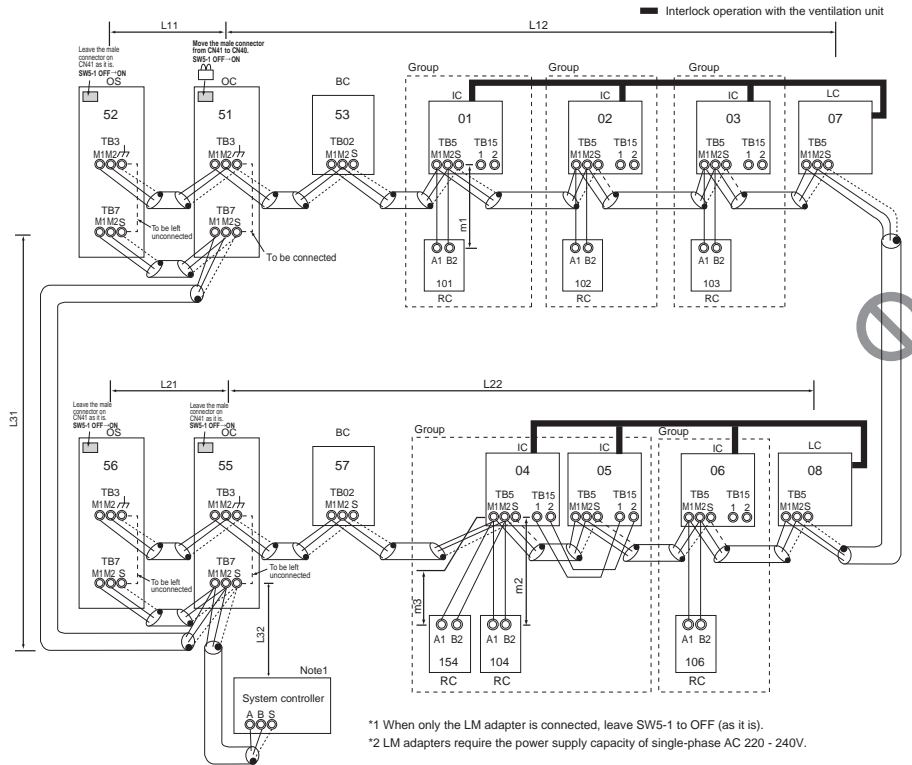 Interlock operation with the ventilation unit
L11
L12
Leave the male
connector on
CN41 as it is.
SW5-1 OFF→ON
OS
Move the male connector
from CN41 to CN40.
SW5-1 OFF→ON
OC
BC
Group
IC
Group
IC
Group
IC
LC
52
51
53
01
02
03
07
TB3
M1M2
TB3
M1M2
TB02
M1M2 S
TB5
M1M2S
TB15
1 2
TB5
M1M2S
TB15
1 2
TB5
M1M2S
TB15
1 2
TB5
M1M2S
TB7
M1M2S
To be left
unconnected
TB7
M1M2S
To be connected
m1
A1 B2
101
RC
A1 B2
102
RC
A1 B2
103
RC
L31
L21
L22
Leave the male
connector on
CN41 as it is.
SW5-1 OFF→ON
OS
Leave the male
connector on
CN41 as it is.
SW5-1 OFF→ON
OC
BC
Group
IC
IC
Group
IC
LC
56
55
57
04
05
06
08
TB3
M1M2
TB3
M1M2
TB02
M1M2S
TB5
M1M2S
TB15
1 2
TB5
M1M2S
TB15
1 2
TB5
M1M2S
TB15
1 2
TB5
M1M2S
TB7
M1M2S
To be left
unconnected
TB7
M1M2 S
To be left
unconnected
L32
m3
m2
A1 B2
154
RC
A1 B2
104
RC
A1 B2
106
RC
Note1
System controller
A B S
*1 When only the LM adapter is connected, leave SW5-1 to OFF (as it is).
*2 LM adapters require the power supply capacity of single-phase AC 220 - 240V.